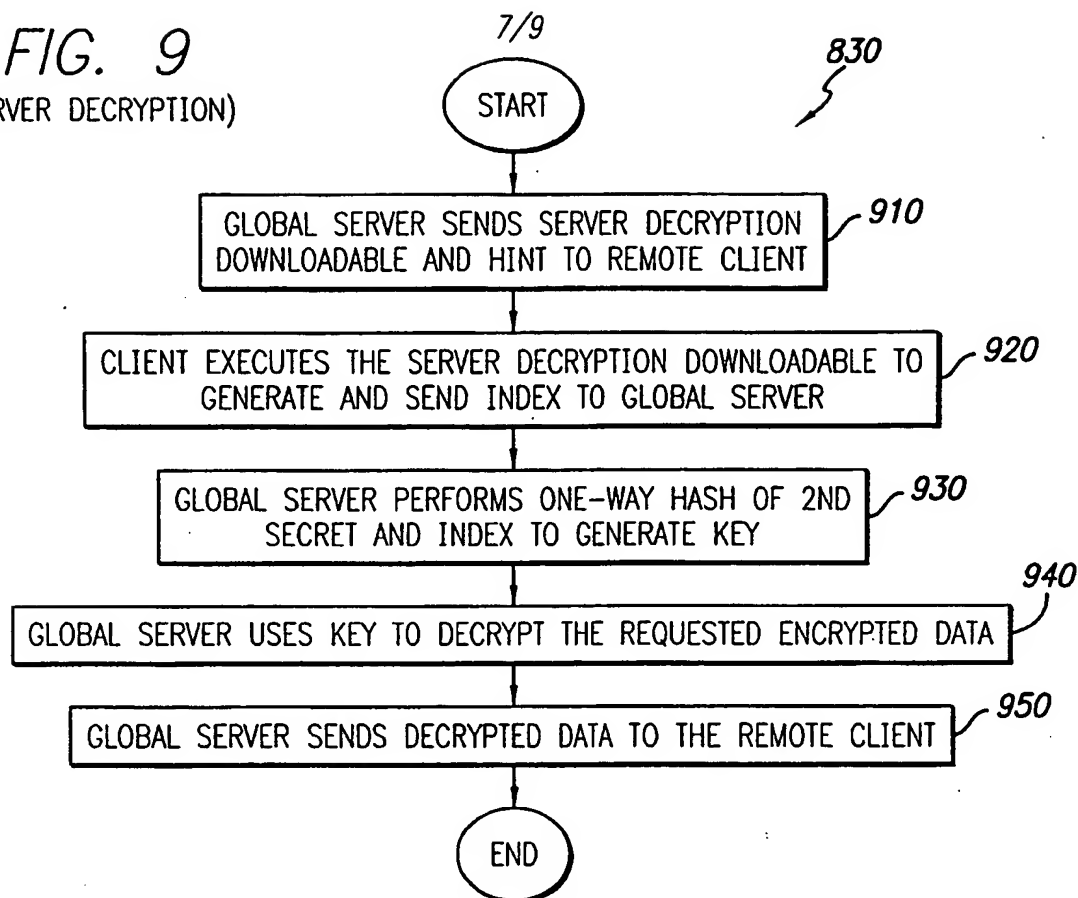 7/9
FIG. 9
RVER DECRYPTION)
830
START
GLOBAL SERVER SENDS SERVER DECRYPTION
DOWNLOADABLE AND HINT TO REMOTE CLIENT
910
CLIENT EXECUTES THE SERVER DECRYPTION DOWNLOADABLE TO
GENERATE AND SEND INDEX TO GLOBAL SERVER
920
GLOBAL SERVER PERFORMS ONE-WAY HASH OF 2ND
SECRET AND INDEX TO GENERATE KEY
930
GLOBAL SERVER USES KEY TO DECRYPT THE REQUESTED ENCRYPTED DATA
940
GLOBAL SERVER SENDS DECRYPTED DATA TO THE REMOTE CLIENT
950
END